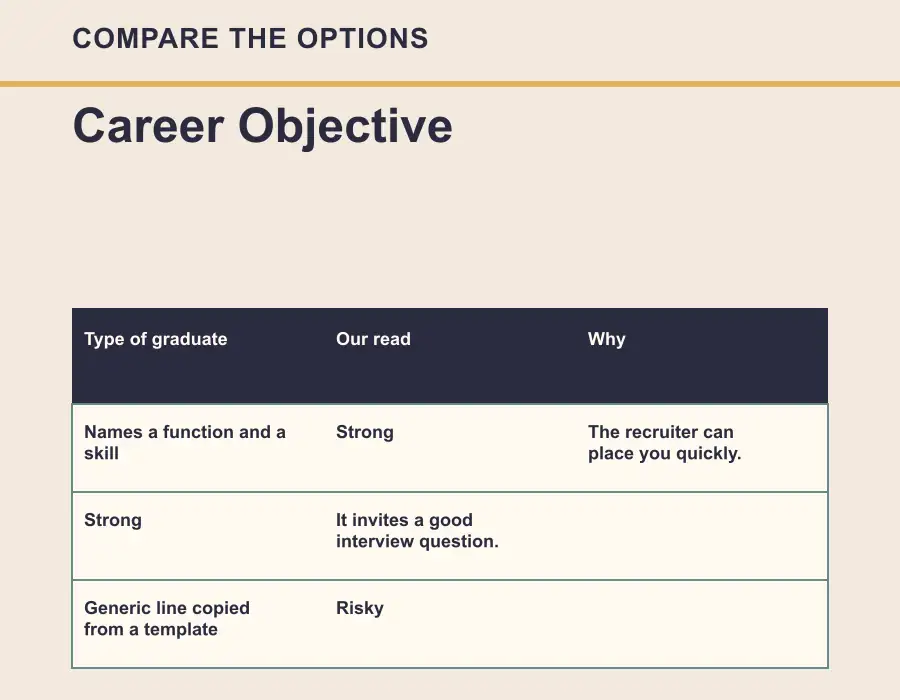 COMPARE THE OPTIONS
Career Objective
Type of graduate
Our read
Why
Names a function and a
skill
Strong
The recruiter can
place you quickly.
Strong
It invites a good
interview question.
Generic line copied
from a template
Risky